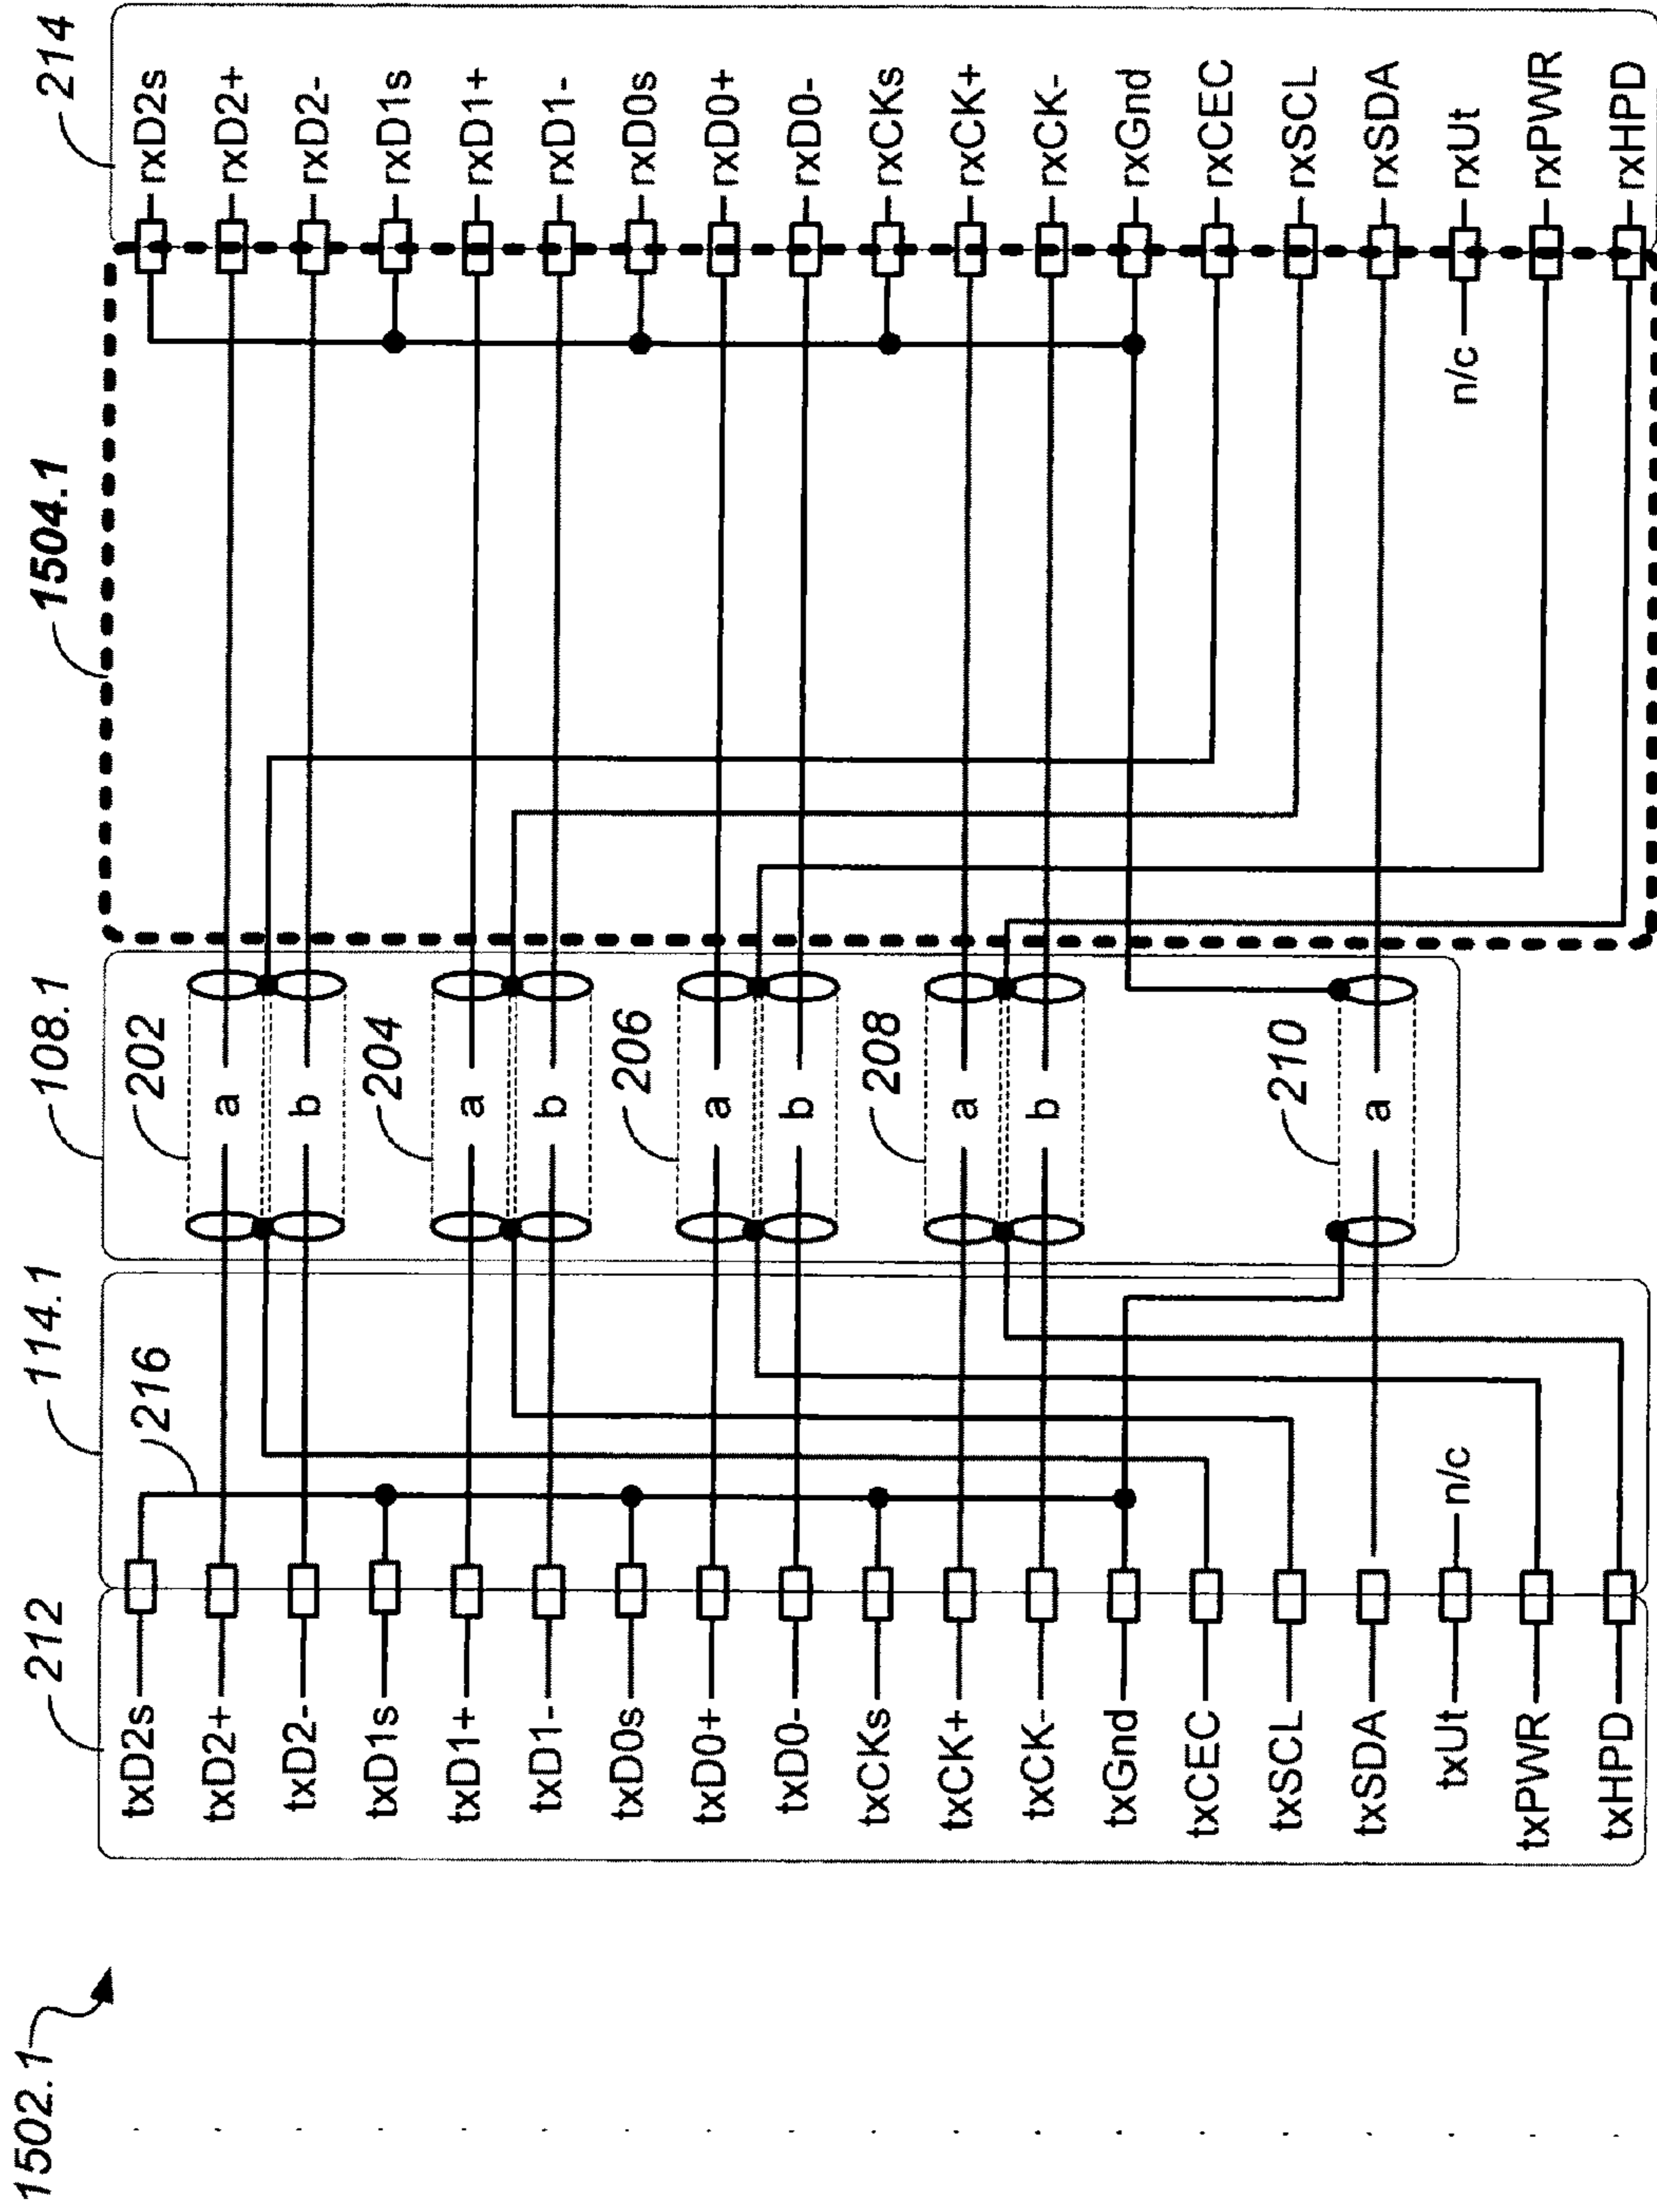 1502.1
212
114.1
108.1
1504.1
214
216
202
204
206
208
210
txD2s
txD2+
txD2-
txD1s
txD1+
txD1-
txD0s
txD0+
txD0-
txCKs
txCK+
txCK-
txGnd
txCEC
txSCL
txSDA
txUt
txPWR
txHPD
n/c
a
b
a
b
a
b
a
b
a
n/c
rxD2s
rxD2+
rxD2-
rxD1s
rxD1+
rxD1-
rxD0s
rxD0+
rxD0-
rxCKs
rxCK+
rxCK-
rxGnd
rxCEC
rxSCL
rxSDA
rxUt
rxPWR
rxHPD